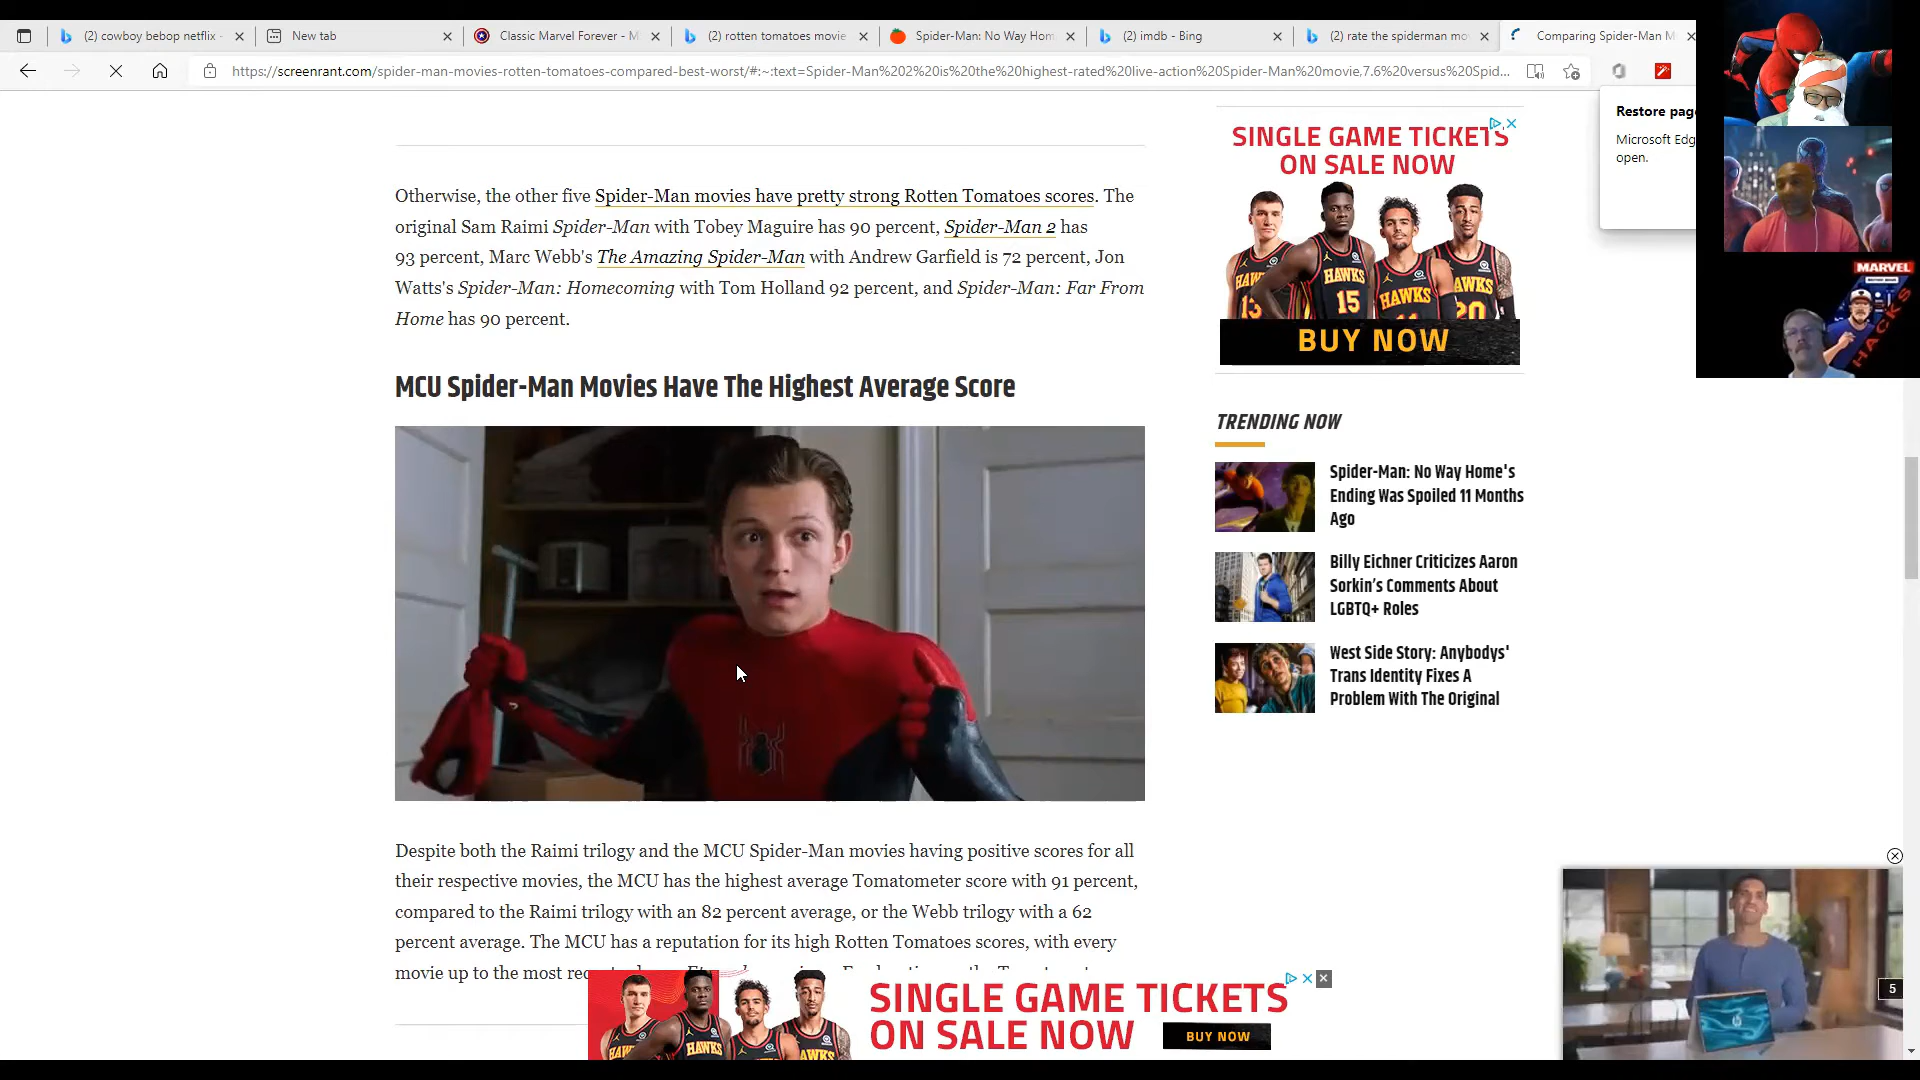 (2) cowboy bebop netflix -
New tab
Classic Marvel Forever - M
(2) rotten tomatoes movie
Spider-Man: No Way Hom
(2) imdb - Bing
(2) rate the spiderman mo
Comparing Spider-Man M
https://screenrant.com/spider-man-movies-rotten-tomatoes-compared-best-worst/#:~:text=Spider-Man%202%20is%20the%20highest-rated%20live-action%20Spider-Man%20movie,7.6%20versus%20Spid...
Restore pag
Microsoft Edg
open.
MARVEL
HACKS
Otherwise, the other five Spider-Man movies have pretty strong Rotten Tomatoes scores. The
original Sam Raimi Spider-Man with Tobey Maguire has 90 percent, Spider-Man 2 has
93 percent, Marc Webb's The Amazing Spider-Man with Andrew Garfield is 72 percent, Jon
Watts's Spider-Man: Homecoming with Tom Holland 92 percent, and Spider-Man: Far From
Home has 90 percent.
MCU Spider-Man Movies Have The Highest Average Score
Despite both the Raimi trilogy and the MCU Spider-Man movies having positive scores for all
their respective movies, the MCU has the highest average Tomatometer score with 91 percent,
compared to the Raimi trilogy with an 82 percent average, or the Webb trilogy with a 62
percent average. The MCU has a reputation for its high Rotten Tomatoes scores, with every
movie up to the most
SINGLE GAME TICKETS
ON SALE NOW
HAWKS
15
HAWKS
HAWKS
13
11
20
BUY NOW
TRENDING NOW
Spider-Man: No Way Home's
Ending Was Spoiled 11 Months
Ago
Billy Eichner Criticizes Aaron
Sorkin's Comments About
LGBTQ+ Roles
West Side Story: Anybodys'
Trans Identity Fixes A
Problem With The Original
SINGLE GAME TICKETS
ON SALE NOW
BUY NOW
HAWKS
5